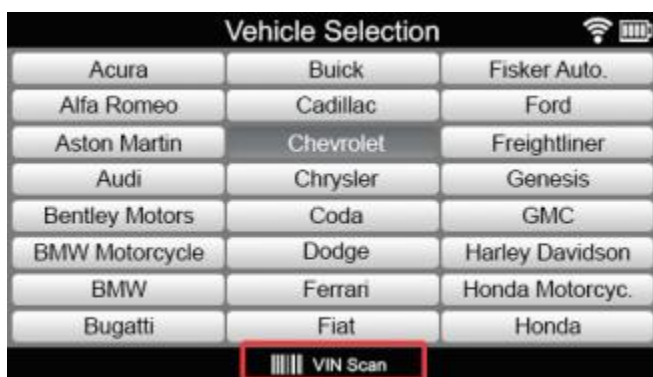 Vehicle Selection
Acura Buick Fisker Auto.
Alfa Romeo Cadillac Ford
Aston Martin Chevrolet Freightliner
Audi Chrysler Genesis
Bentley Motors Coda GMC
BMW Motorcycle Dodge Harley Davidson
BMW Ferrari Honda Motorcyc.
Bugatti Fiat Honda
VIN Scan